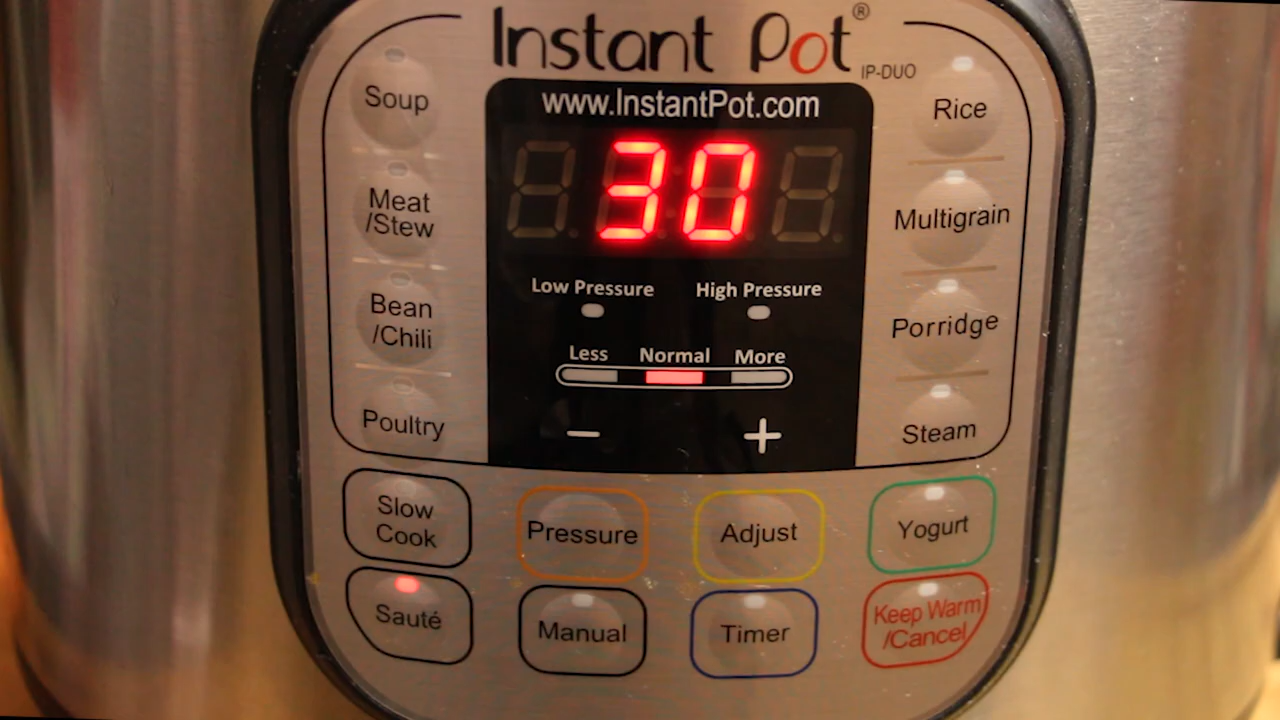 Instant Pot®
IP-DUO
www.InstantPot.com
30
Low Pressure
High Pressure
Less
Normal
More
−
+
Soup
Meat
/Stew
Bean
/Chili
Poultry
Rice
Multigrain
Porridge
Steam
Slow
Cook
Pressure
Adjust
Yogurt
Sauté
Manual
Timer
Keep Warm
/Cancel